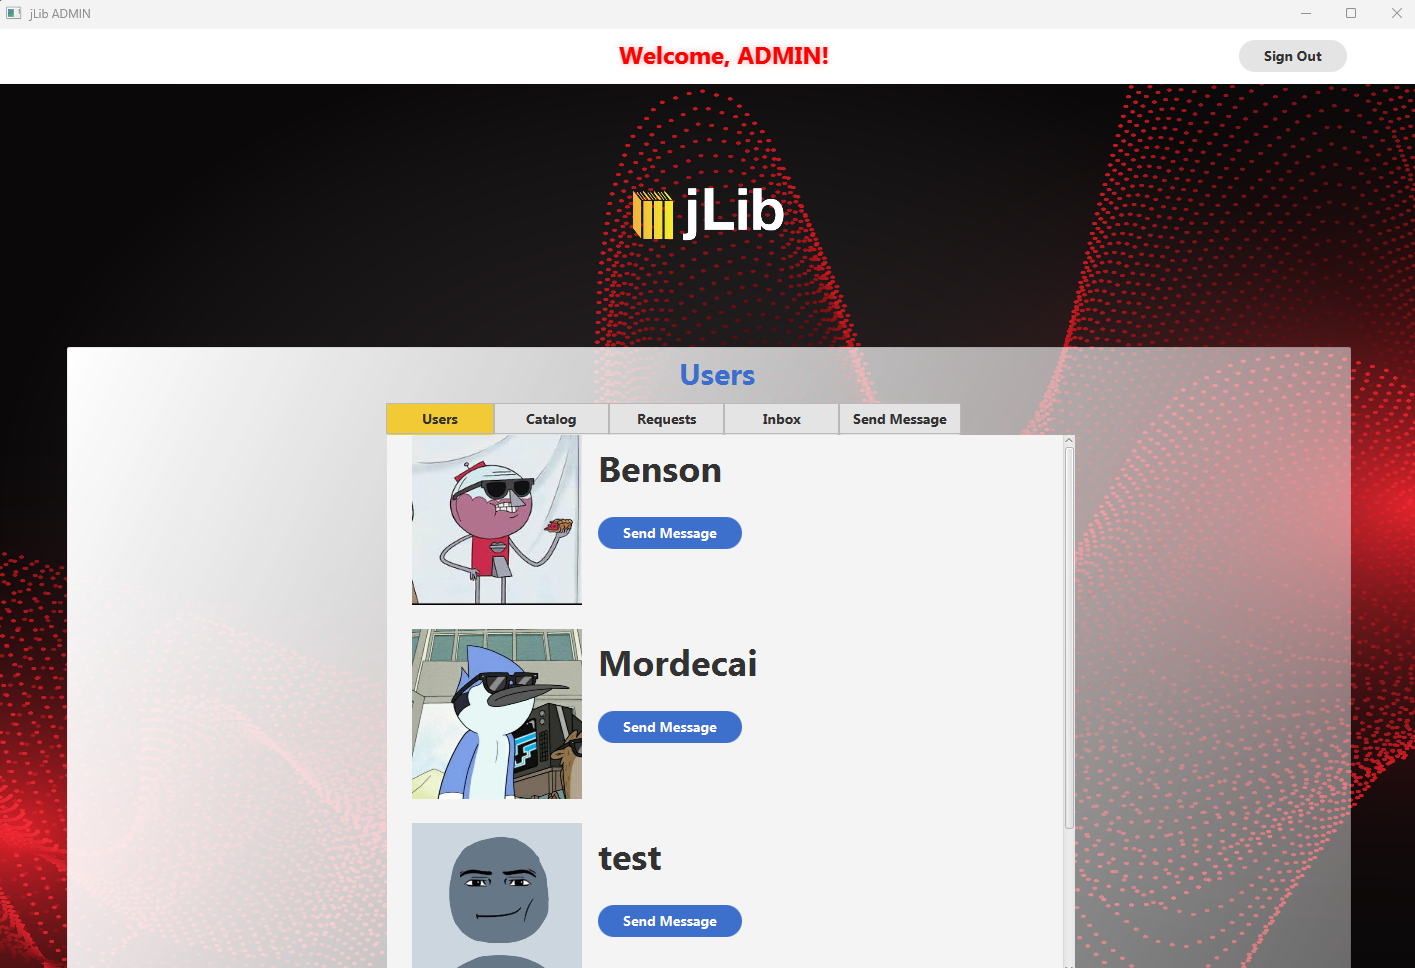 jLib ADMIN
Welcome, ADMIN!
Sign Out
jLib
Users
Users
Catalog
Requests
Inbox
Send Message
Benson
Send Message
Mordecai
Send Message
test
Send Message